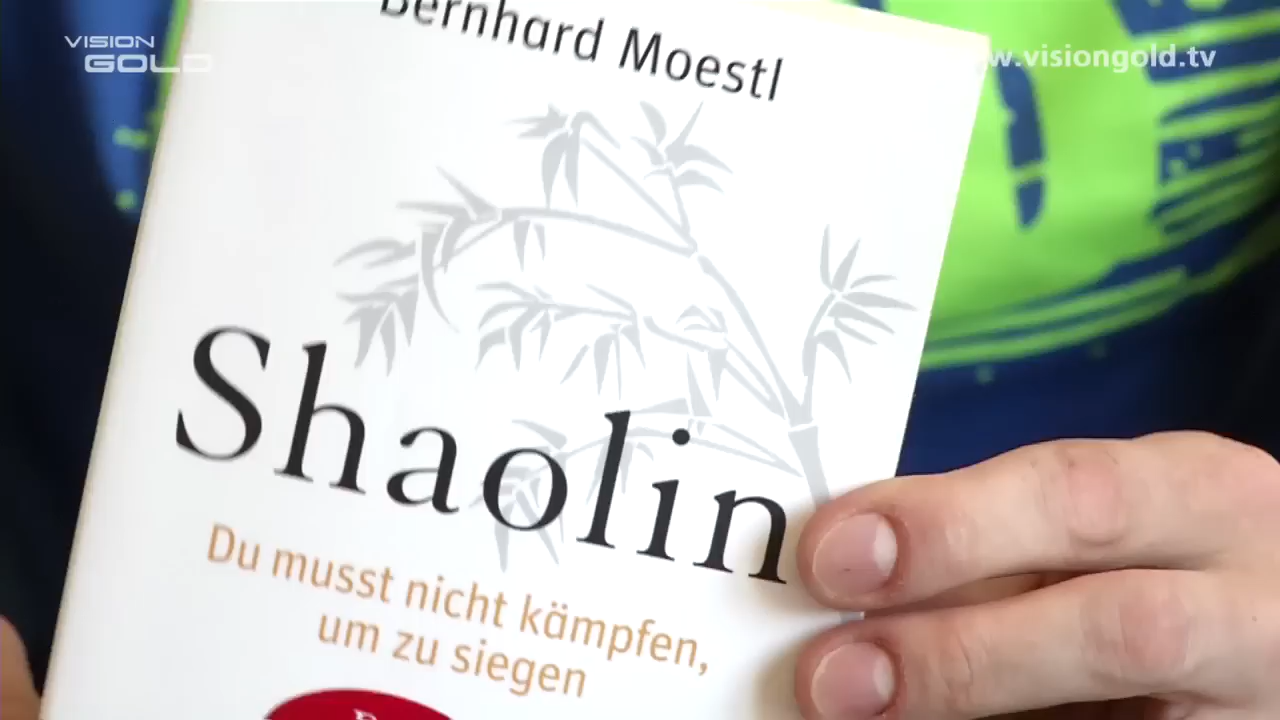 VISION
GOLD
www.visiongold.tv
Bernhard Moestl
Shaolin
Du musst nicht kämpfen,
um zu siegen